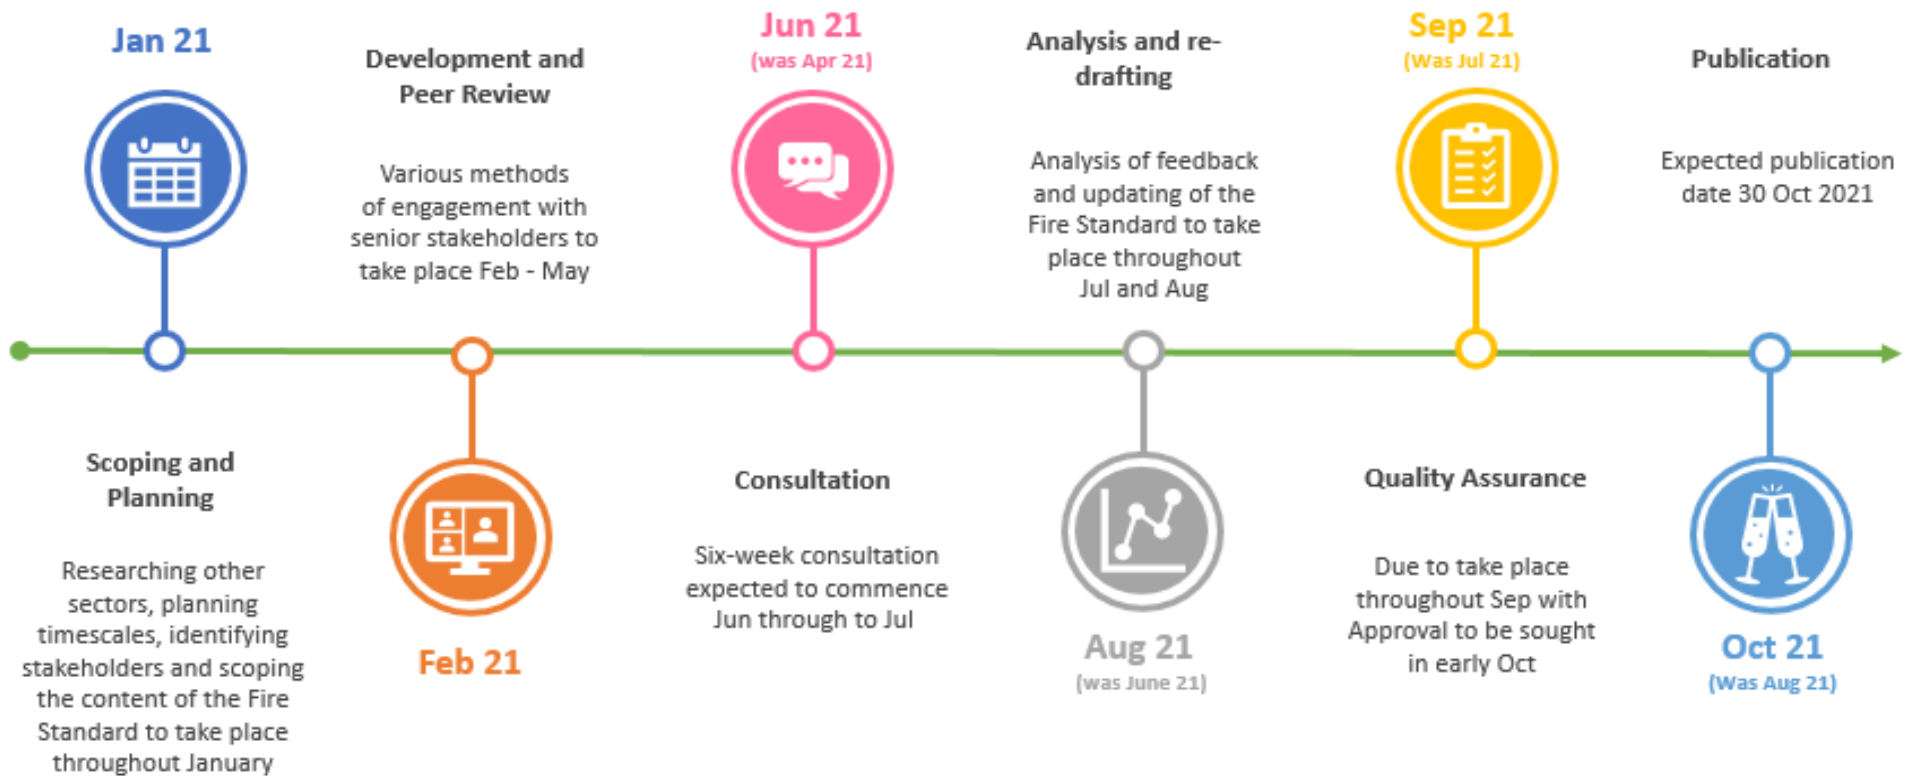 Jan 21
Scoping and
Planning
Researching other
sectors, planning
timescales, identifying
stakeholders and scoping
the content of the Fire
Standard to take place
throughout January
Development and
Peer Review
Various methods
of engagement with
senior stakeholders to
take place Feb - May
Feb 21
Jun 21
(was Apr 21)
Consultation
Six-week consultation
expected to commence
Jun through to Jul
Analysis and re-
drafting
Analysis of feedback
and updating of the
Fire Standard to take
place throughout
Jul and Aug
Aug 21
(was June 21)
Sep 21
(Was Jul 21)
Quality Assurance
Due to take place
throughout Sep with
Approval to be sought
in early Oct
Publication
Expected publication
date 30 Oct 2021
Oct 21
(Was Aug 21)